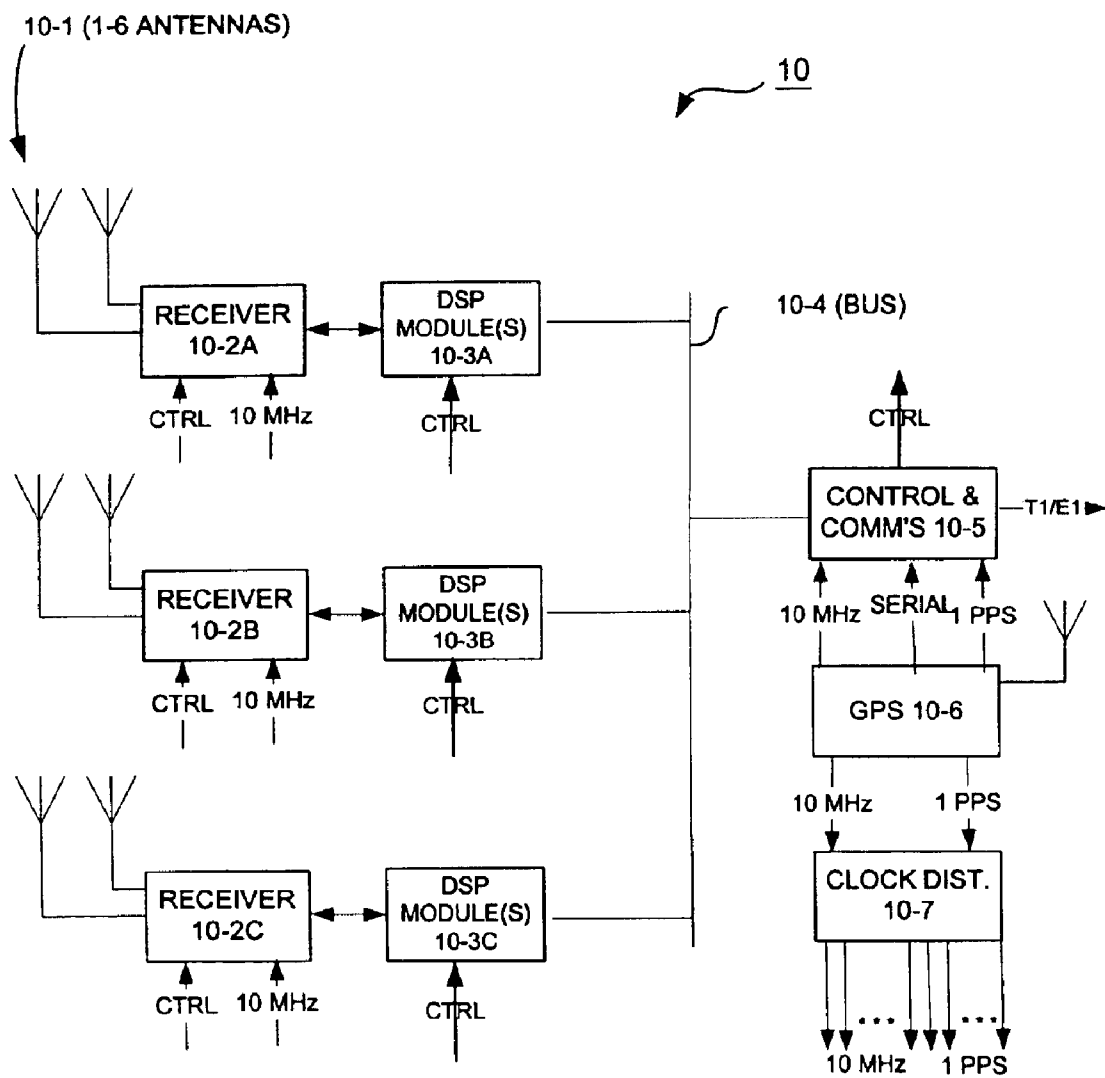 10-1 (1-6 ANTENNAS)
10
RECEIVER
10-2A
DSP
MODULE(S)
10-3A
10-4 (BUS)
CTRL
10 MHz
CTRL
CTRL
CONTROL &
COMM'S 10-5
T1/E1
RECEIVER
10-2B
DSP
MODULE(S)
10-3B
10 MHz
SERIAL
1 PPS
CTRL
10 MHz
CTRL
GPS 10-6
10 MHz
1 PPS
RECEIVER
10-2C
DSP
MODULE(S)
10-3C
CLOCK DIST.
10-7
CTRL
10 MHz
CTRL
...
...
10 MHz
1 PPS